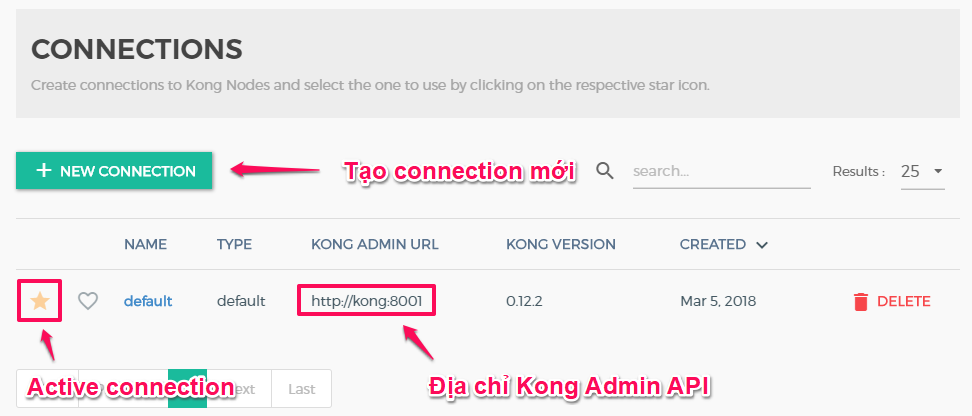 CONNECTIONS
Create connections to Kong Nodes and select the one to use by clicking on the respective star icon.
+ NEW CONNECTION
Tạo connection mới
search...
Results :
25
NAME TYPE KONG ADMIN URL KONG VERSION CREATED
default default http://kong:8001 0.12.2 Mar 5, 2018 DELETE
Active connection
Last
Địa chỉ Kong Admin API